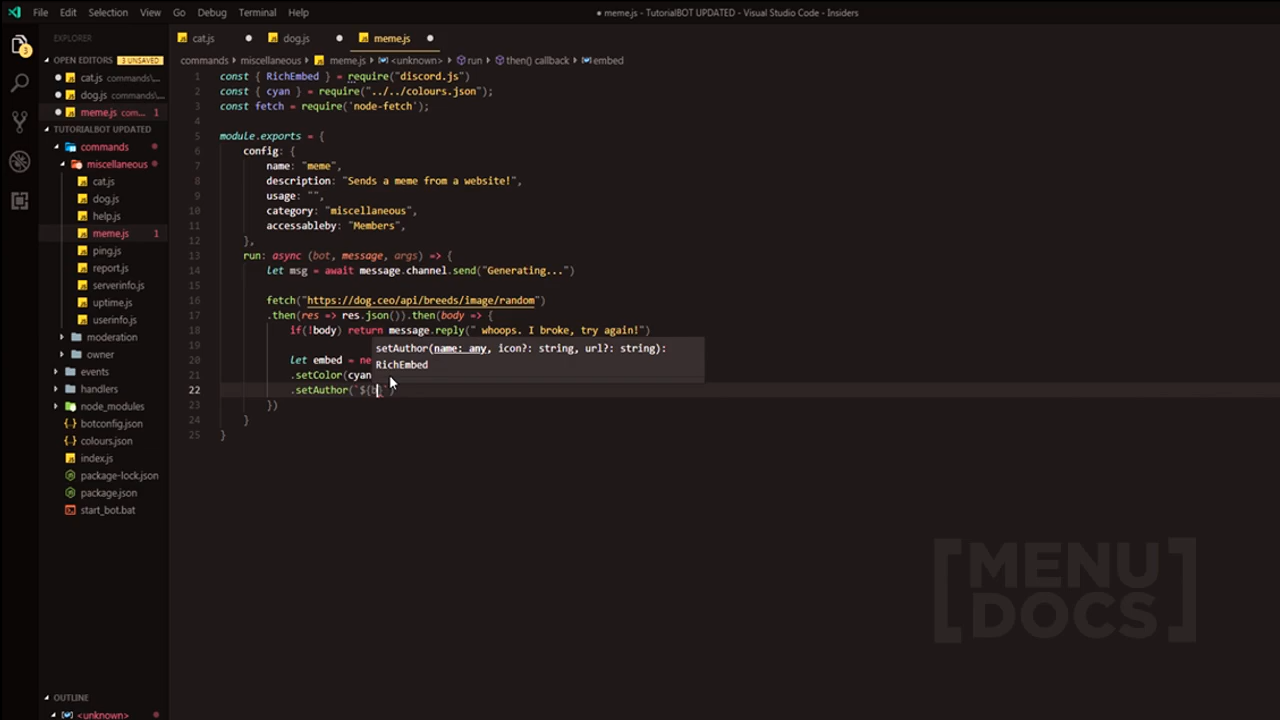 File Edit Selection View Go Debug Terminal Help
● meme.js - TutorialBOT UPDATED - Visual Studio Code - Insiders
EXPLORER
cat.js ● dog.js ● meme.js ●
OPEN EDITORS 3 UNSAVED
commands › miscellaneous › meme.js › <unknown> › run › then() callback › embed
● cat.js commands\...
● dog.js commands\...
● meme.js com... 1
TUTORIALBOT UPDATED
commands
miscellaneous
cat.js
dog.js
help.js
meme.js 1
ping.js
report.js
serverinfo.js
uptime.js
userinfo.js
moderation
owner
events
handlers
node_modules
botconfig.json
colours.json
index.js
package-lock.json
package.json
start_bot.bat
OUTLINE
<unknown>
3
1 const { RichEmbed } = require("discord.js")
2 const { cyan } = require("../../colours.json");
3 const fetch = require('node-fetch');
4
5 module.exports = {
6 config: {
7 name: "meme",
8 description: "Sends a meme from a website!",
9 usage: "",
10 category: "miscellaneous",
11 accessableby: "Members",
12 },
13 run: async (bot, message, args) => {
14 let msg = await message.channel.send("Generating...")
15
16 fetch("https://dog.ceo/api/breeds/image/random")
17 .then(res => res.json()).then(body => {
18 if(!body) return message.reply(" whoops. I broke, try again!")
19
setAuthor(name: any, icon?: string, url?: string):
RichEmbed
20 let embed = ne
21 .setColor(cyan
22 .setAuthor(`${b}`)
23 })
24 }
25 }
[MENU
DOCS]